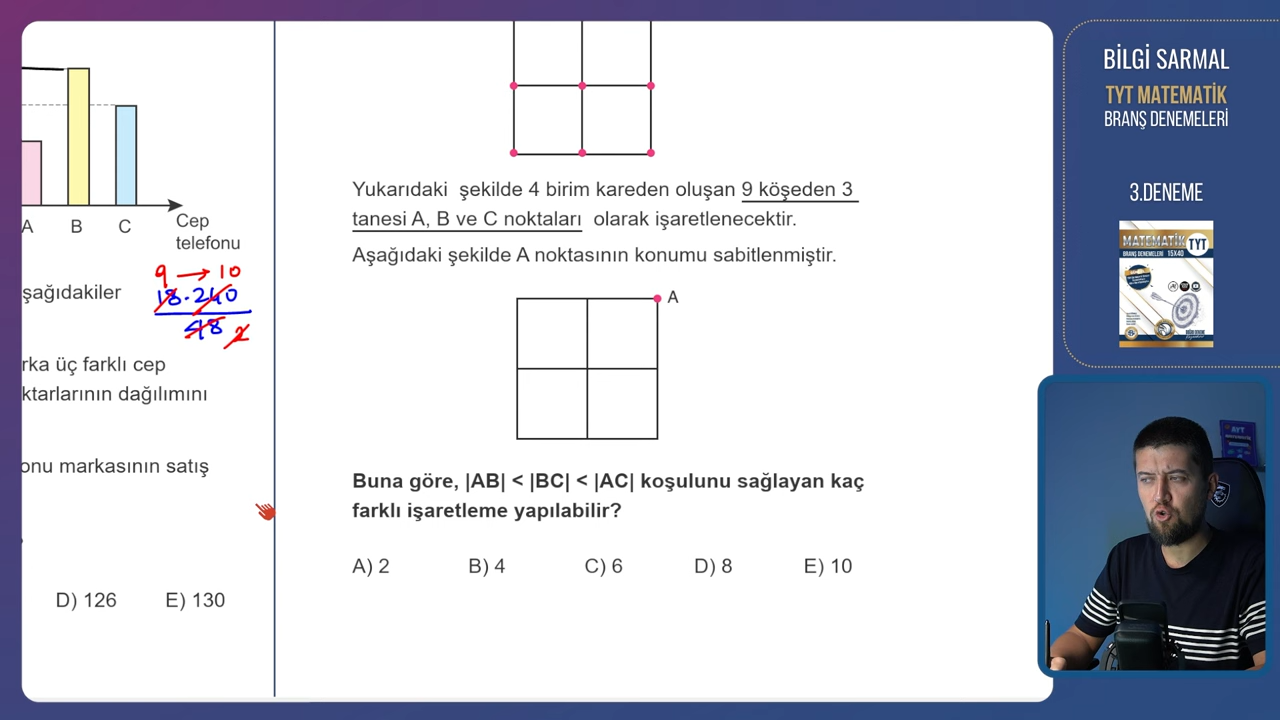 A
B
C
Cep
telefonu
9 → 10
18.240
48 2
şağıdakiler
rka üç farklı cep
ktarlarının dağılımını
onu markasının satış
D) 126
E) 130
Yukarıdaki şekilde 4 birim kareden oluşan 9 köşeden 3
tanesi A, B ve C noktaları olarak işaretlenecektir.
Aşağıdaki şekilde A noktasının konumu sabitlenmiştir.
A
Buna göre, |AB| < |BC| < |AC| koşulunu sağlayan kaç
farklı işaretleme yapılabilir?
A) 2
B) 4
C) 6
D) 8
E) 10
BİLGİ SARMAL
TYT MATEMATİK
BRANŞ DENEMELERİ
3.DENEME
MATEMATİK TYT
BRANŞ DENEMELERİ 15X40
AYT